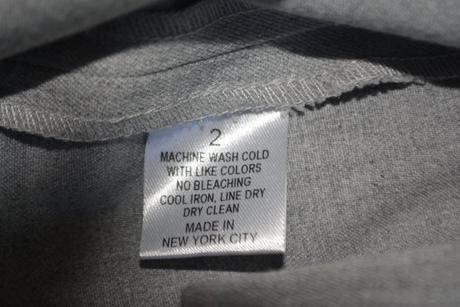 2
MACHINE WASH COLD
WITH LIKE COLORS
NO BLEACHING
COOL IRON, LINE DRY
DRY CLEAN
MADE IN
NEW YORK CITY